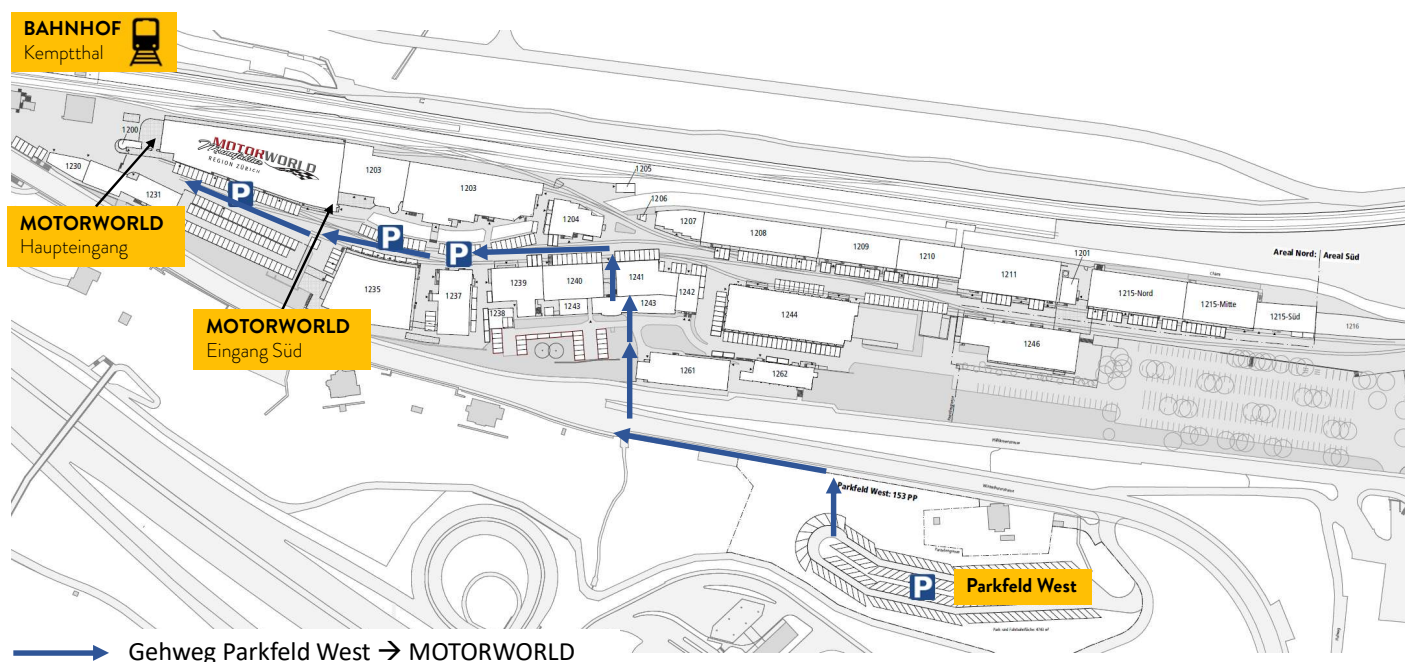 BAHNHOF
Kemptthal
1200
MOTORWORLD
Manufaktur
REGION ZÜRICH
1230
1231
1203
1203
1204
1205
1206
1207
1208
1209
1210
1211
1201
Areal Nord: Areal Süd
1215-Nord
1215-Mitte
1215-Süd
1216
P
P
P
MOTORWORLD
Haupteingang
MOTORWORLD
Eingang Süd
1235
1237
1238
1239
1240
1241
1242
1243
1243
1244
1246
1261
1262
Parkfeld West: 153 PP
P
Parkfeld West
Gehweg Parkfeld West → MOTORWORLD